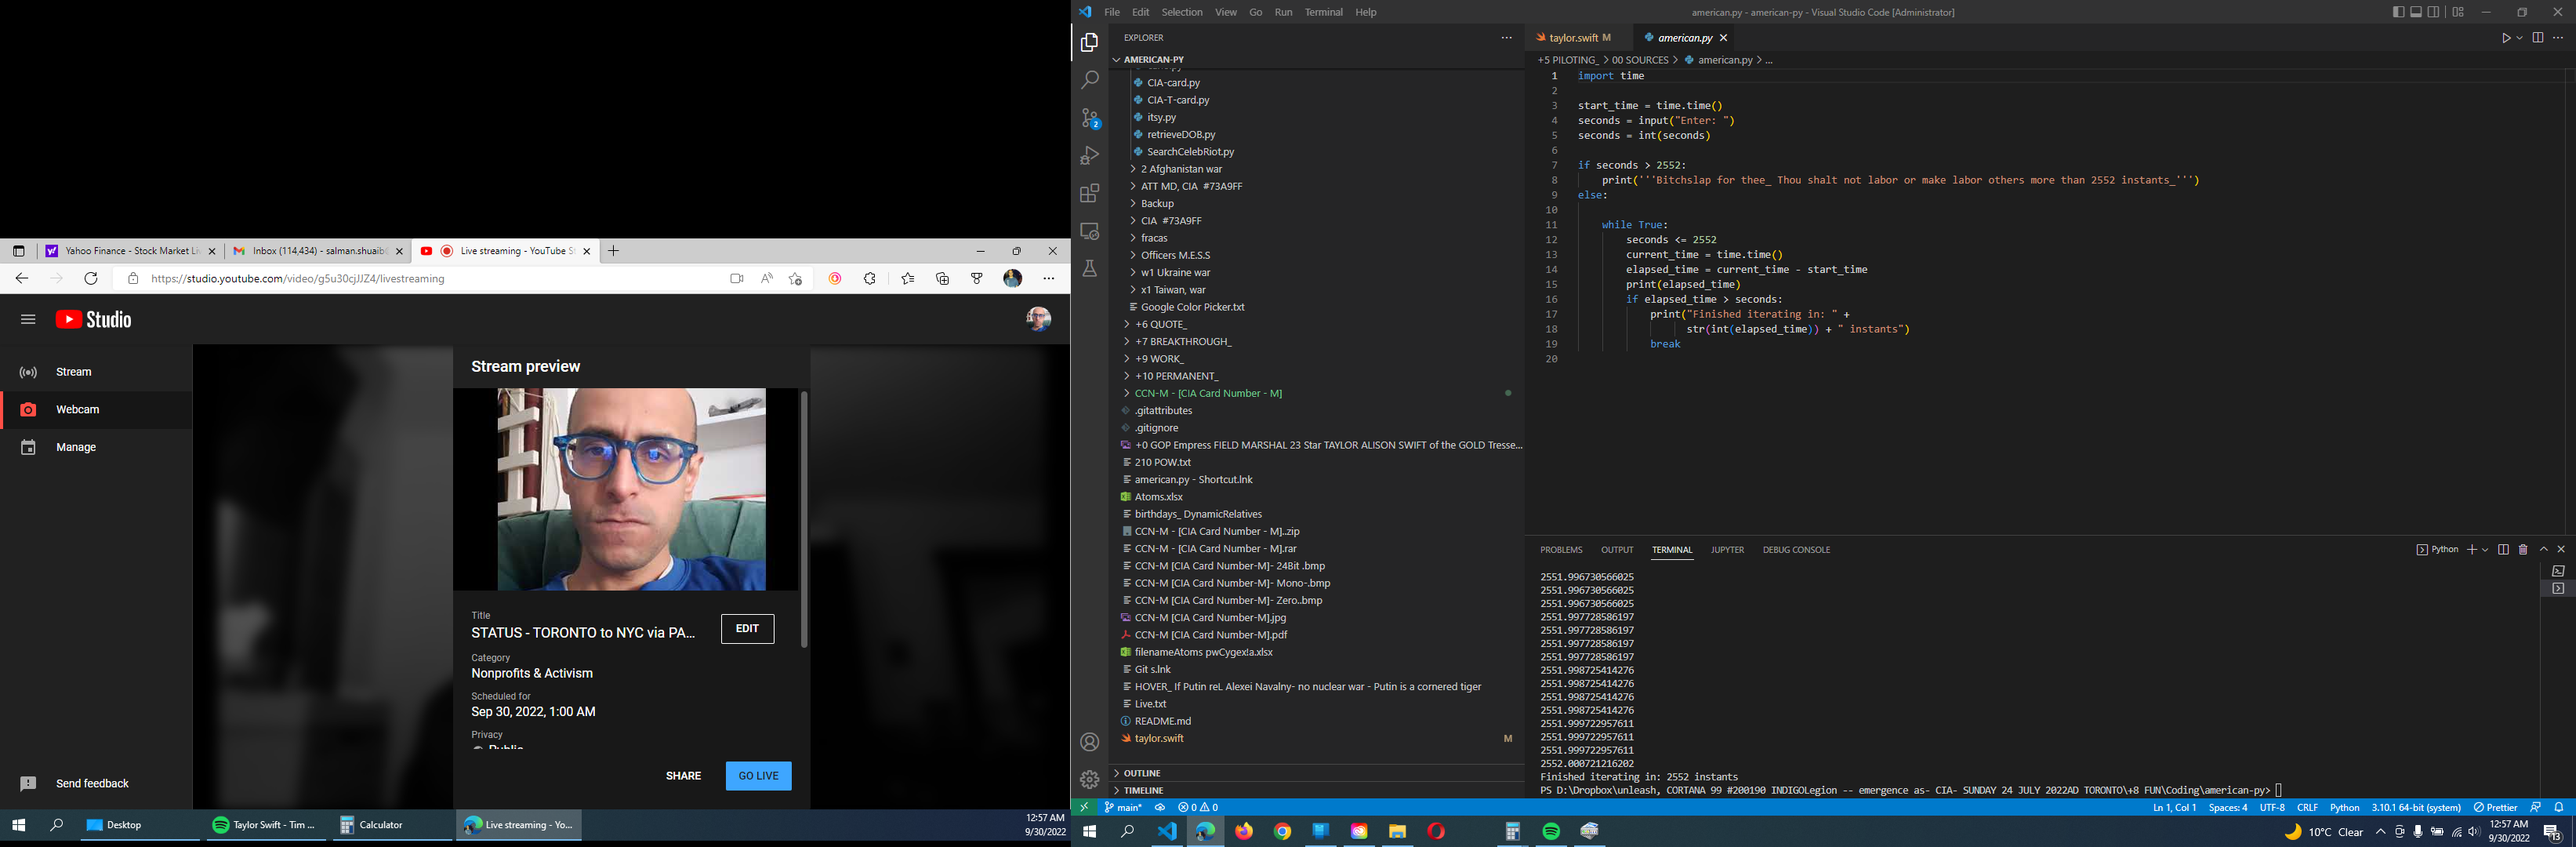 Yahoo Finance - Stock Market Li
Inbox (114,434) - salman.shuaib
Live streaming - YouTube S
https://studio.youtube.com/video/g5u30cjJJZ4/livestreaming
Studio
Stream
Webcam
Manage
Send feedback
Stream preview
Title
STATUS - TORONTO to NYC via PA...
EDIT
Category
Nonprofits & Activism
Scheduled for
Sep 30, 2022, 1:00 AM
Privacy
Public
SHARE
GO LIVE
Desktop
Taylor Swift - Tim ...
Calculator
Live streaming - Yo...
12:57 AM
9/30/2022
File Edit Selection View Go Run Terminal Help
american.py - american-py - Visual Studio Code [Administrator]
EXPLORER
AMERICAN-PY
CIA-card.py
CIA-T-card.py
itsy.py
retrieveDOB.py
SearchCelebRiot.py
2 Afghanistan war
ATT MD, CIA #73A9FF
Backup
CIA #73A9FF
fracas
Officers M.E.S.S
w1 Ukraine war
x1 Taiwan, war
Google Color Picker.txt
+6 QUOTE_
+7 BREAKTHROUGH_
+9 WORK_
+10 PERMANENT_
CCN-M - [CIA Card Number - M]
.gitattributes
.gitignore
+0 GOP Empress FIELD MARSHAL 23 Star TAYLOR ALISON SWIFT of the GOLD Tresse...
210 POW.txt
american.py - Shortcut.lnk
Atoms.xlsx
birthdays_ DynamicRelatives
CCN-M - [CIA Card Number - M]..zip
CCN-M - [CIA Card Number - M].rar
CCN-M [CIA Card Number-M]- 24Bit .bmp
CCN-M [CIA Card Number-M]- Mono-.bmp
CCN-M [CIA Card Number-M]- Zero..bmp
CCN-M [CIA Card Number-M].jpg
CCN-M [CIA Card Number-M].pdf
filenameAtoms pwCygex!a.xlsx
Git s.lnk
HOVER_ If Putin reL Alexei Navalny- no nuclear war - Putin is a cornered tiger
Live.txt
README.md
taylor.swift M
OUTLINE
TIMELINE
taylor.swift M
american.py
+5 PILOTING_ > 00 SOURCES > american.py > ...
1 import time
2
3 start_time = time.time()
4 seconds = input("Enter: ")
5 seconds = int(seconds)
6
7 if seconds > 2552:
8 print('''Bitchslap for thee_ Thou shalt not labor or make labor others more than 2552 instants_''')
9 else:
10
11 while True:
12 seconds <= 2552
13 current_time = time.time()
14 elapsed_time = current_time - start_time
15 print(elapsed_time)
16 if elapsed_time > seconds:
17 print("Finished iterating in: " +
18 str(int(elapsed_time)) + " instants")
19 break
20
PROBLEMS OUTPUT TERMINAL JUPYTER DEBUG CONSOLE
Python
2551.996730566025
2551.996730566025
2551.996730566025
2551.997728586197
2551.997728586197
2551.997728586197
2551.997728586197
2551.998725414276
2551.998725414276
2551.998725414276
2551.998725414276
2551.999722957611
2551.999722957611
2551.999722957611
2552.000721216202
Finished iterating in: 2552 instants
PS D:\Dropbox\unleash, CORTANA 99 #200190 INDIGOLegion -- emergence as- CIA- SUNDAY 24 JULY 2022AD TORONTO\+8 FUN\Coding\american-py>
main* 0 0
Ln 1, Col 1 Spaces: 4 UTF-8 CRLF Python 3.10.1 64-bit (system) Prettier
10°C Clear
12:57 AM
9/30/2022
13